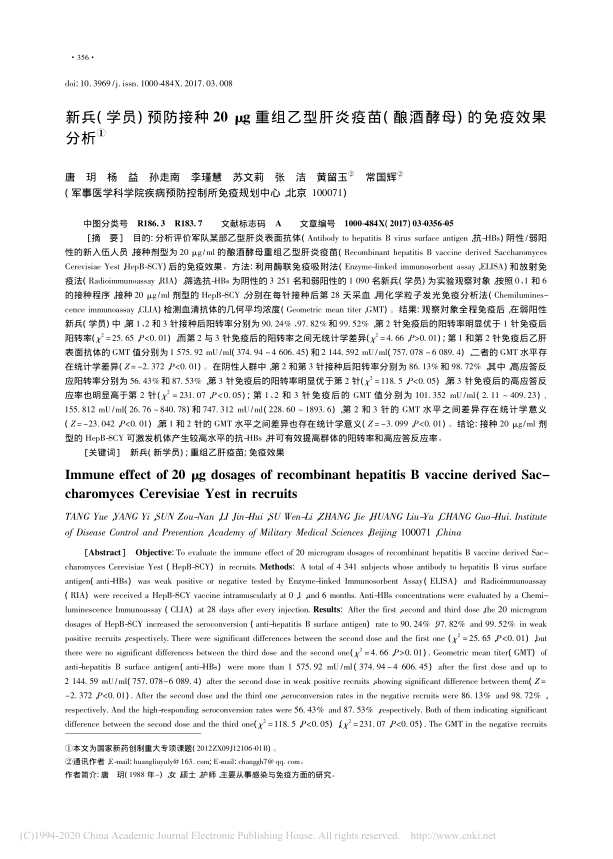 ·356·
doi: 10.3969/j.issn.1000-484X.2017.03.008
新兵(学员)预防接种 20 μg 重组乙型肝炎疫苗(酿酒酵母)的免疫效果
分析①
唐 玥 杨 益 孙走南 李瑾慧 苏文莉 张 洁 黄留玉② 常国辉②
(军事医学科学院疾病预防控制所免疫规划中心,北京 100071)
中图分类号 R186.3 R183.7 文献标志码 A 文章编号 1000-484X(2017)03-0356-05
[摘 要] 目的:分析评价军队某部乙型肝炎表面抗体(Antibody to hepatitis B virus surface antigen,抗-HBs)阴性/弱阳
性的新入伍人员,接种剂型为 20 μg/ml 的酿酒酵母重组乙型肝炎疫苗(Recombinant hepatitis B vaccine derived Saccharomyces
Cerevisiae Yest,HepB-SCY)后的免疫效果。方法:利用酶联免疫吸附法(Enzyme-linked immunosorbent assay,ELISA)和放射免
疫法(Radioimmunoassay,RIA),筛选抗-HBs 为阴性的 3 251 名和弱阳性的 1 090 名新兵(学员)为实验观察对象,按照 0、1 和 6
的接种程序,接种 20 μg/ml 剂型的 HepB-SCY,分别在每针接种后第 28 天采血,用化学粒子发光免疫分析法(Chemilumines-
cence immunoassay,CLIA)检测血清抗体的几何平均浓度(Geometric mean titer,GMT)。结果:观察对象全程免疫后,在弱阳性
新兵(学员)中,第 1、2 和 3 针接种后阳转率分别为 90.24%、97.82% 和 99.52%,第 2 针免疫后的阳转率明显优于 1 针免疫后
阳转率(χ²=25.65,P<0.01),而第 2 与 3 针免疫后的阳转率之间无统计学差异(χ²=4.66,P>0.01);第 1 和第 2 针免疫后乙肝
表面抗体的 GMT 值分别为 1 575.92 mU/ml(374.94~4 606.45)和 2 144.592 mU/ml(757.078~6 089.4),二者的 GMT 水平存
在统计学差异(Z=-2.372,P<0.01)。在阴性人群中,第 2 和第 3 针接种后阳转率分别为 86.13% 和 98.72%,其中,高应答反
应阳转率分别为 56.43% 和 87.53%,第 3 针免疫后的阳转率明显优于第 2 针(χ²=118.5,P<0.05),第 3 针免疫后的高应答反
应率也明显高于第 2 针(χ²=231.07,P<0.05);第 1、2 和 3 针免疫后的 GMT 值分别为 101.352 mU/ml(2.11~409.23)、
155.812 mU/ml(26.76~840.78)和 747.312 mU/ml(228.60~1893.6),第 2 和 3 针的 GMT 水平之间差异存在统计学意义
(Z=-23.042,P<0.01),第 1 和 2 针的 GMT 水平之间差异也存在统计学意义(Z=-3.099,P<0.01)。结论:接种 20 μg/ml 剂
型的 HepB-SCY 可激发机体产生较高水平的抗-HBs,并可有效提高群体的阳转率和高应答反应率。
[关键词] 新兵(新学员);重组乙肝疫苗;免疫效果
Immune effect of 20 μg dosages of recombinant hepatitis B vaccine derived Sac-
charomyces Cerevisiae Yest in recruits
TANG Yue,YANG Yi,SUN Zou-Nan,LI Jin-Hui,SU Wen-Li,ZHANG Jie,HUANG Liu-Yu,CHANG Guo-Hui. Institute
of Disease Control and Prevention,Academy of Military Medical Sciences,Beijing 100071,China
[Abstract] Objective: To evaluate the immune effect of 20 microgram dosages of recombinant hepatitis B vaccine derived Sac-
charomyces Cerevisiae Yest(HepB-SCY) in recruits. Methods: A total of 4 341 subjects whose antibody to hepatitis B virus surface
antigen(anti-HBs) was weak positive or negative tested by Enzyme-linked Immunosorbent Assay(ELISA) and Radioimmunoassay
(RIA) were received a HepB-SCY vaccine intramuscularly at 0,1,and 6 months. Anti-HBs concentrations were evaluated by a Chemi-
luminescence Immunoassay(CLIA) at 28 days after every injection. Results: After the first,second and third dose,the 20 microgram
dosages of HepB-SCY increased the seroconversion(anti-hepatitis B surface antigen) rate to 90.24%,97.82% and 99.52% in weak
positive recruits,respectively. There were significant differences between the second dose and the first one(χ²=25.65,P<0.01),but
there were no significant differences between the third dose and the second one(χ²=4.66,P>0.01). Geometric mean titer(GMT) of
anti-hepatitis B surface antigen(anti-HBs) were more than 1 575.92 mU/ml(374.94-4 606.45) after the first dose and up to
2 144.59 mU/ml(757.078-6 089.4) after the second dose in weak positive recruits,showing significant difference between them(Z=
-2.372,P<0.01). After the second dose and the third one,seroconversion rates in the negative recruits were 86.13% and 98.72%,
respectively. And the high-responding seroconversion rates were 56.43% and 87.53%,respectively. Both of them indicating significant
difference between the second dose and the third one(χ²=118.5,P<0.05),(χ²=231.07,P<0.05). The GMT in the negative recruits
①本文为国家新药创制重大专项课题(2012ZX09J12106-01B)。
②通讯作者,E-mail: huangliuyuly@163.com; E-mail: changgh7@qq.com。
作者简介:唐 玥(1988年-),女,硕士,护师,主要从事感染与免疫方面的研究。
(C)1994-2020 China Academic Journal Electronic Publishing House. All rights reserved. http://www.cnki.net